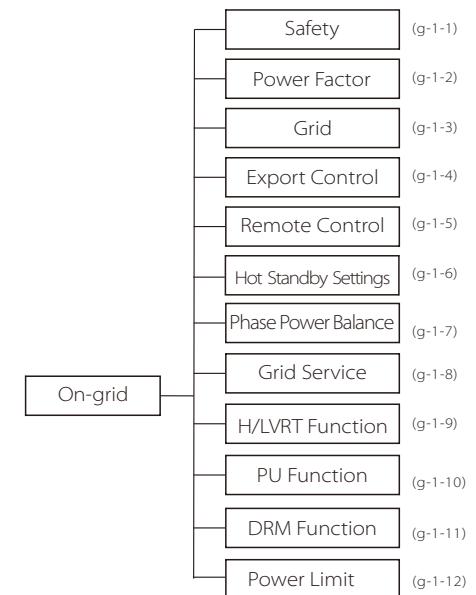 Safety (g-1-1)
Power Factor (g-1-2)
Grid (g-1-3)
Export Control (g-1-4)
Remote Control (g-1-5)
Hot Standby Settings (g-1-6)
Phase Power Balance (g-1-7)
Grid Service (g-1-8)
On-grid
H/LVRT Function (g-1-9)
PU Function (g-1-10)
DRM Function (g-1-11)
Power Limit (g-1-12)